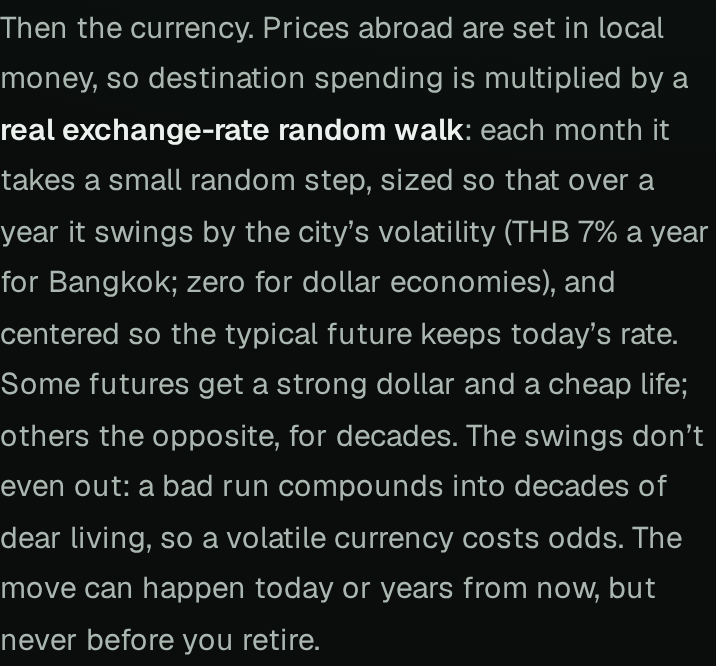 Then the currency. Prices abroad are set in local
money, so destination spending is multiplied by a
real exchange-rate random walk: each month it
takes a small random step, sized so that over a
year it swings by the city’s volatility (THB 7% a year
for Bangkok; zero for dollar economies), and
centered so the typical future keeps today’s rate.
Some futures get a strong dollar and a cheap life;
others the opposite, for decades. The swings don’t
even out: a bad run compounds into decades of
dear living, so a volatile currency costs odds. The
move can happen today or years from now, but
never before you retire.